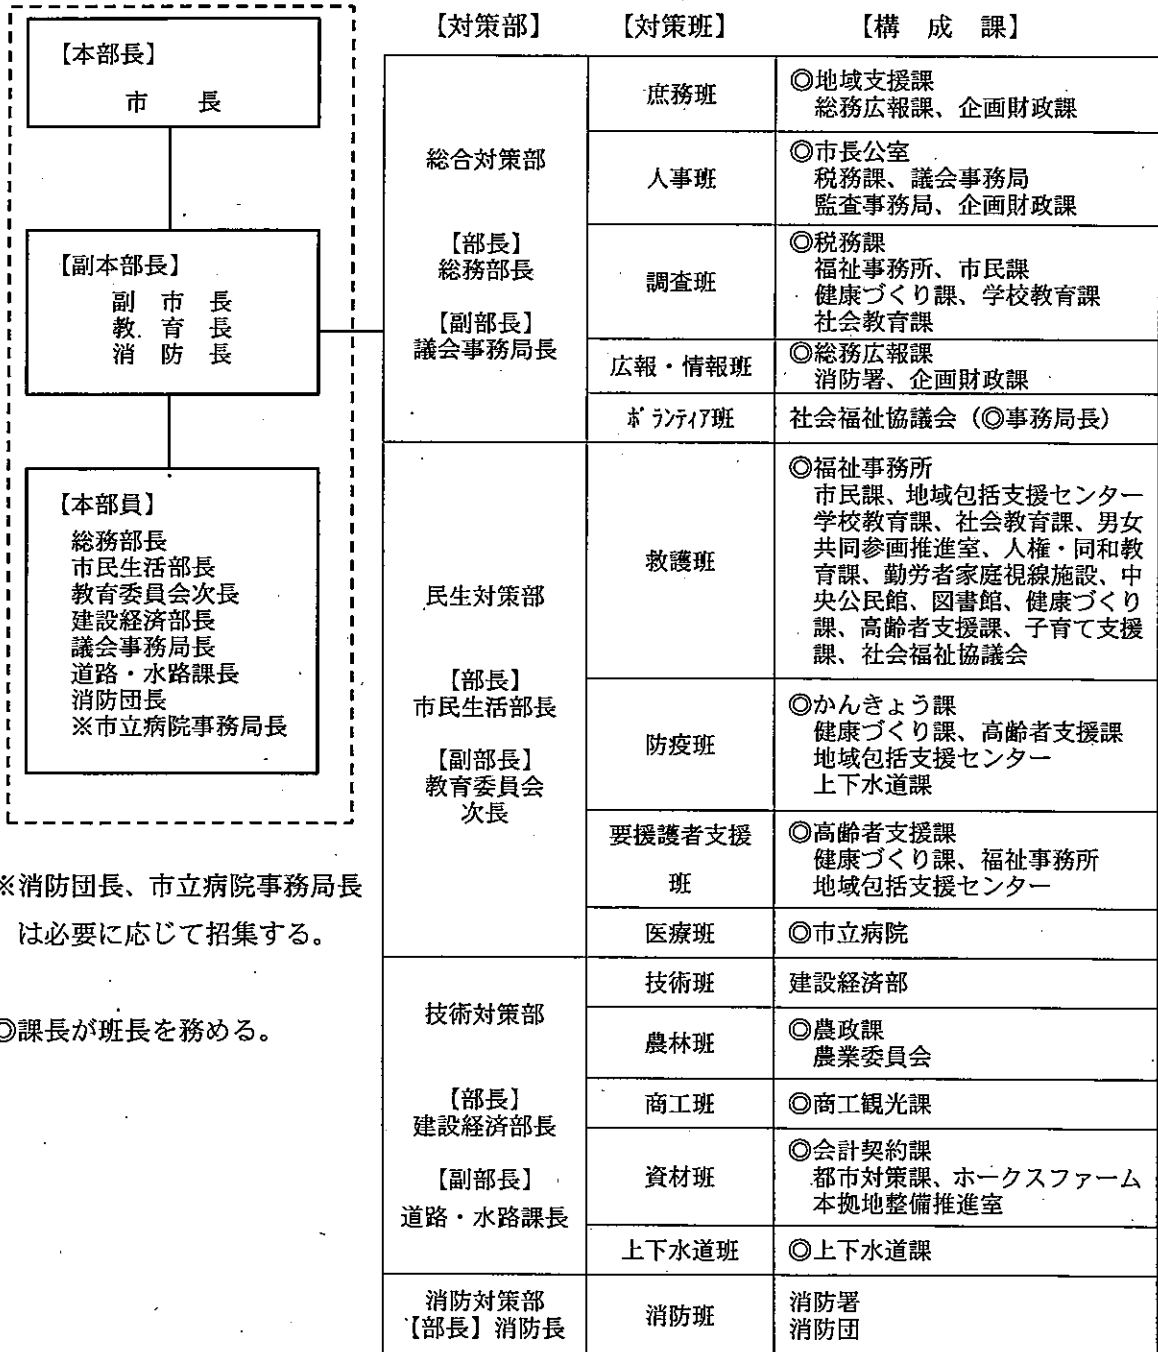 【本部長】
市　長
【副本部長】
副　市　長
教　育　長
消　防　長
【本部員】
総務部長
市民生活部長
教育委員会次長
建設経済部長
議会事務局長
道路・水路課長
消防団長
※市立病院事務局長
※消防団長、市立病院事務局長
は必要に応じて招集する。
◎課長が班長を務める。
【対策部】　【対策班】　【構　成　課】
総合対策部
【部長】
総務部長
【副部長】
議会事務局長
庶務班
◎地域支援課
総務広報課、企画財政課
人事班
◎市長公室
税務課、議会事務局
監査事務局、企画財政課
調査班
◎税務課
福祉事務所、市民課
健康づくり課、学校教育課
社会教育課
広報・情報班
◎総務広報課
消防署、企画財政課
ﾎﾞﾗﾝﾃｨｱ班
社会福祉協議会（◎事務局長）
民生対策部
【部長】
市民生活部長
【副部長】
教育委員会
次長
救護班
◎福祉事務所
市民課、地域包括支援センター
学校教育課、社会教育課、男女
共同参画推進室、人権・同和教
育課、勤労者家庭視線施設、中
央公民館、図書館、健康づくり
課、高齢者支援課、子育て支援
課、社会福祉協議会
防疫班
◎かんきょう課
健康づくり課、高齢者支援課
地域包括支援センター
上下水道課
要援護者支援
班
◎高齢者支援課
健康づくり課、福祉事務所
地域包括支援センター
医療班
◎市立病院
技術対策部
【部長】
建設経済部長
【副部長】
道路・水路課長
技術班
建設経済部
農林班
◎農政課
農業委員会
商工班
◎商工観光課
資材班
◎会計契約課
都市対策課、ホークスファーム
本拠地整備推進室
上下水道班
◎上下水道課
消防対策部
【部長】消防長
消防班
消防署
消防団